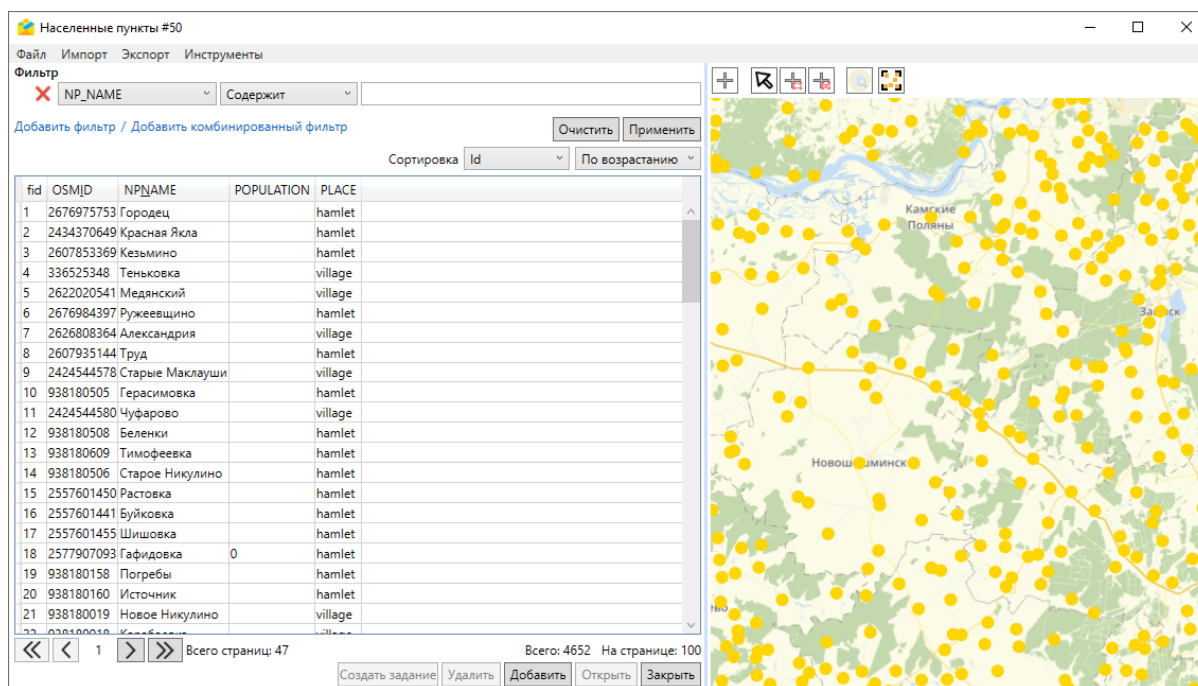 Населенные пункты #50
Файл Импорт Экспорт Инструменты
Фильтр
NP_NAME Содержит
Добавить фильтр / Добавить комбинированный фильтр
Очистить Применить
Сортировка Id По возрастанию
fid OSMID NPNAME POPULATION PLACE
1 2676975753 Городец hamlet
2 2434370649 Красная Якла hamlet
3 2607853369 Кезьмино hamlet
4 336525348 Теньковка village
5 2622020541 Медянский village
6 2676984397 Ружеевщино hamlet
7 2626808364 Александрия village
8 2607935144 Труд hamlet
9 2424544578 Старые Маклауши village
10 938180505 Герасимовка hamlet
11 2424544580 Чуфарово village
12 938180508 Беленки hamlet
13 938180609 Тимофеевка hamlet
14 938180506 Старое Никулино hamlet
15 2557601450 Растовка hamlet
16 2557601441 Буйковка hamlet
17 2557601455 Шишовка hamlet
18 2577907093 Гафидовка 0 hamlet
19 938180158 Погребы hamlet
20 938180160 Источник hamlet
21 938180019 Новое Никулино village
1 Всего страниц: 47
Всего: 4652 На странице: 100
Создать задание Удалить Добавить Открыть Закрыть
Камские
Поляны